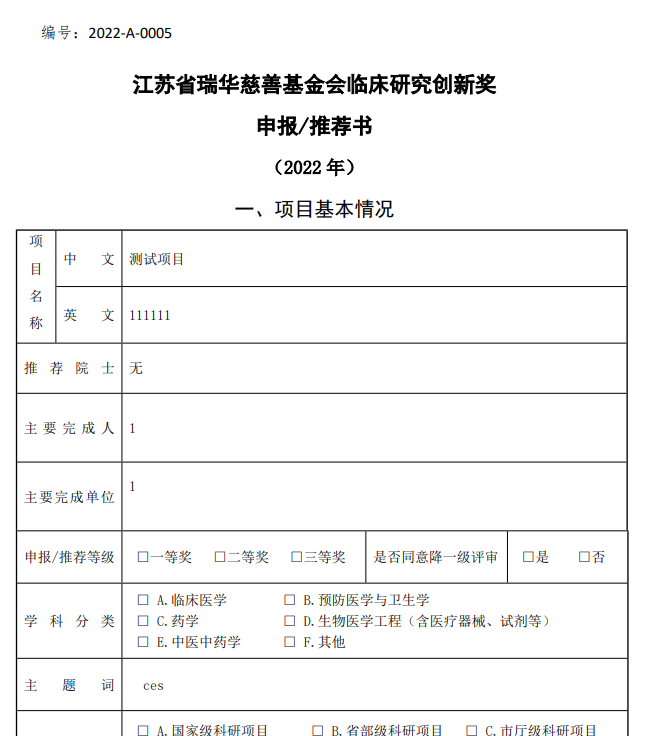 编号：2022-A-0005
江苏省瑞华慈善基金会临床研究创新奖
申报/推荐书
（2022 年）
一、项目基本情况
项目名称
中 文 测试项目
英 文 111111
推 荐 院 士 无
主 要 完 成 人 1
主要完成单位 1
申报/推荐等级 □一等奖 □二等奖 □三等奖 是否同意降一级评审 □是 □否
学 科 分 类
□ A.临床医学 □ B.预防医学与卫生学
□ C.药学 □ D.生物医学工程（含医疗器械、试剂等）
□ E.中医中药学 □ F.其他
主 题 词 ces
□ A.国家级科研项目 □ B.省部级科研项目 □ C.市厅级科研项目